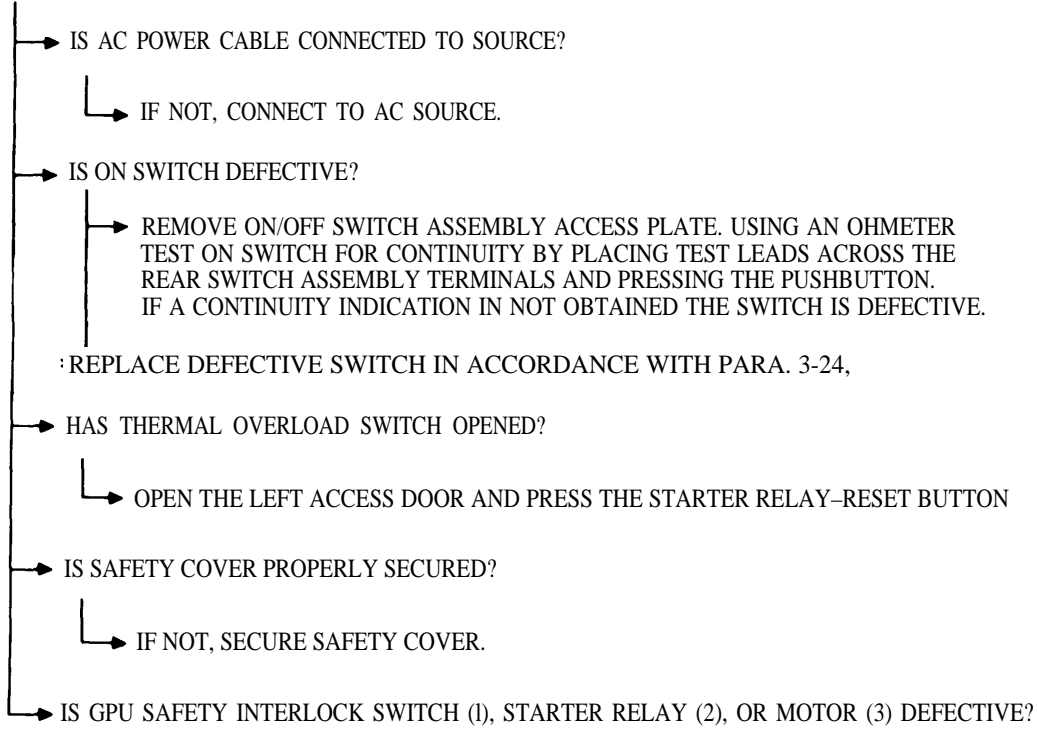 IS AC POWER CABLE CONNECTED TO SOURCE?
IF NOT, CONNECT TO AC SOURCE.
IS ON SWITCH DEFECTIVE?
REMOVE ON/OFF SWITCH ASSEMBLY ACCESS PLATE. USING AN OHMETER
TEST ON SWITCH FOR CONTINUITY BY PLACING TEST LEADS ACROSS THE
REAR SWITCH ASSEMBLY TERMINALS AND PRESSING THE PUSHBUTTON.
IF A CONTINUITY INDICATION IN NOT OBTAINED THE SWITCH IS DEFECTIVE.
: REPLACE DEFECTIVE SWITCH IN ACCORDANCE WITH PARA. 3-24,
HAS THERMAL OVERLOAD SWITCH OPENED?
OPEN THE LEFT ACCESS DOOR AND PRESS THE STARTER RELAY–RESET BUTTON
IS SAFETY COVER PROPERLY SECURED?
IF NOT, SECURE SAFETY COVER.
IS GPU SAFETY INTERLOCK SWITCH (l), STARTER RELAY (2), OR MOTOR (3) DEFECTIVE?